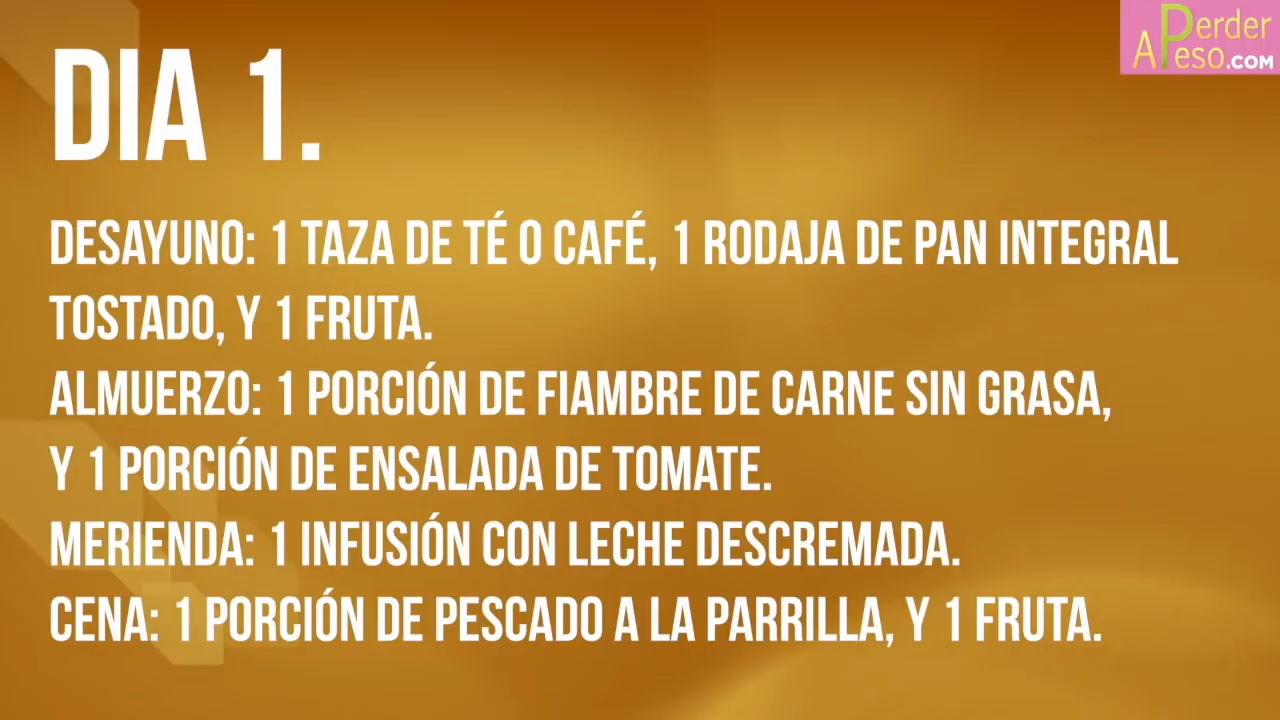 A Perder Peso.COM
DIA 1.
DESAYUNO: 1 TAZA DE TÉ O CAFÉ, 1 RODAJA DE PAN INTEGRAL
TOSTADO, Y 1 FRUTA.
ALMUERZO: 1 PORCIÓN DE FIAMBRE DE CARNE SIN GRASA,
Y 1 PORCIÓN DE ENSALADA DE TOMATE.
MERIENDA: 1 INFUSIÓN CON LECHE DESCREMADA.
CENA: 1 PORCIÓN DE PESCADO A LA PARRILLA, Y 1 FRUTA.